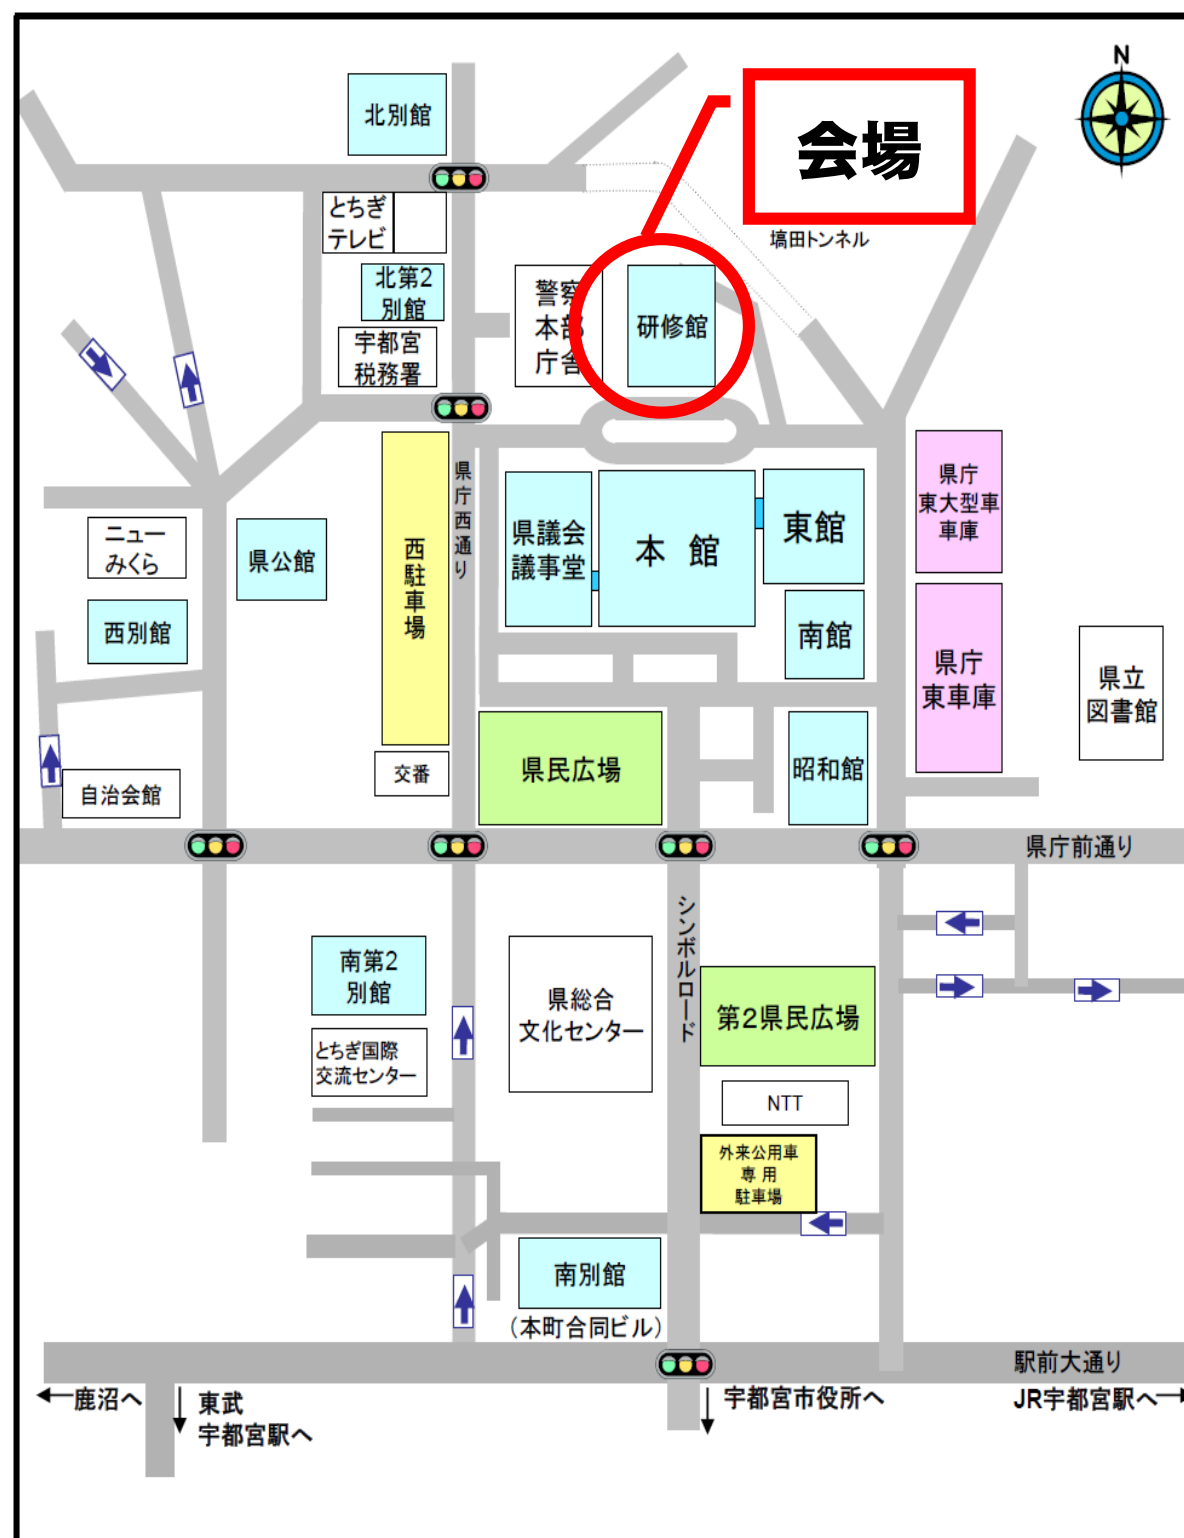 N
北別館
会場
とちぎ
テレビ
塙田トンネル
北第2
別館
警察
本部
庁舎
研修館
宇都宮
税務署
県庁西通り
県庁
東大型車
車庫
ニュー
みくら
県公館
西駐車場
県議会
議事堂
本 館
東館
西別館
南館
県庁
東車庫
県立
図書館
交番
県民広場
昭和館
自治会館
県庁前通り
シンボルロード
南第2
別館
県総合
文化センター
第2県民広場
とちぎ国際
交流センター
NTT
外来公用車
専 用
駐車場
南別館
(本町合同ビル)
駅前大通り
鹿沼へ
東武
宇都宮駅へ
宇都宮市役所へ
JR宇都宮駅へ